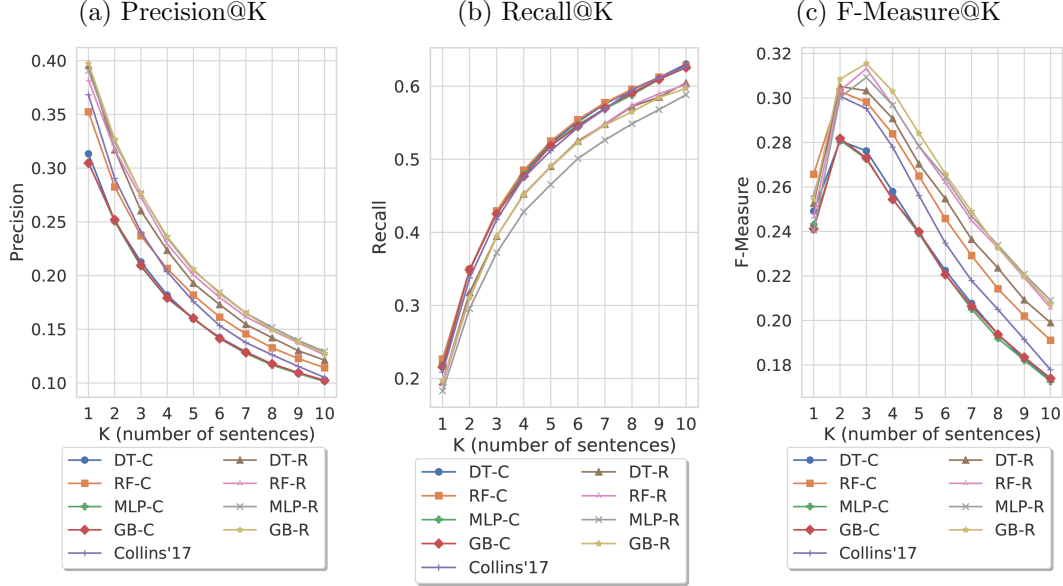 (a) Precision@K
(b) Recall@K
(c) F-Measure@K
Precision
0.40
0.35
0.30
0.25
0.20
0.15
0.10
1 2 3 4 5 6 7 8 9 10
K (number of sentences)
DT-C
RF-C
MLP-C
GB-C
Collins'17
DT-R
RF-R
MLP-R
GB-R
Recall
0.6
0.5
0.4
0.3
0.2
1 2 3 4 5 6 7 8 9 10
K (number of sentences)
DT-C
RF-C
MLP-C
GB-C
Collins'17
DT-R
RF-R
MLP-R
GB-R
F-Measure
0.32
0.30
0.28
0.26
0.24
0.22
0.20
0.18
1 2 3 4 5 6 7 8 9 10
K (number of sentences)
DT-C
RF-C
MLP-C
GB-C
Collins'17
DT-R
RF-R
MLP-R
GB-R